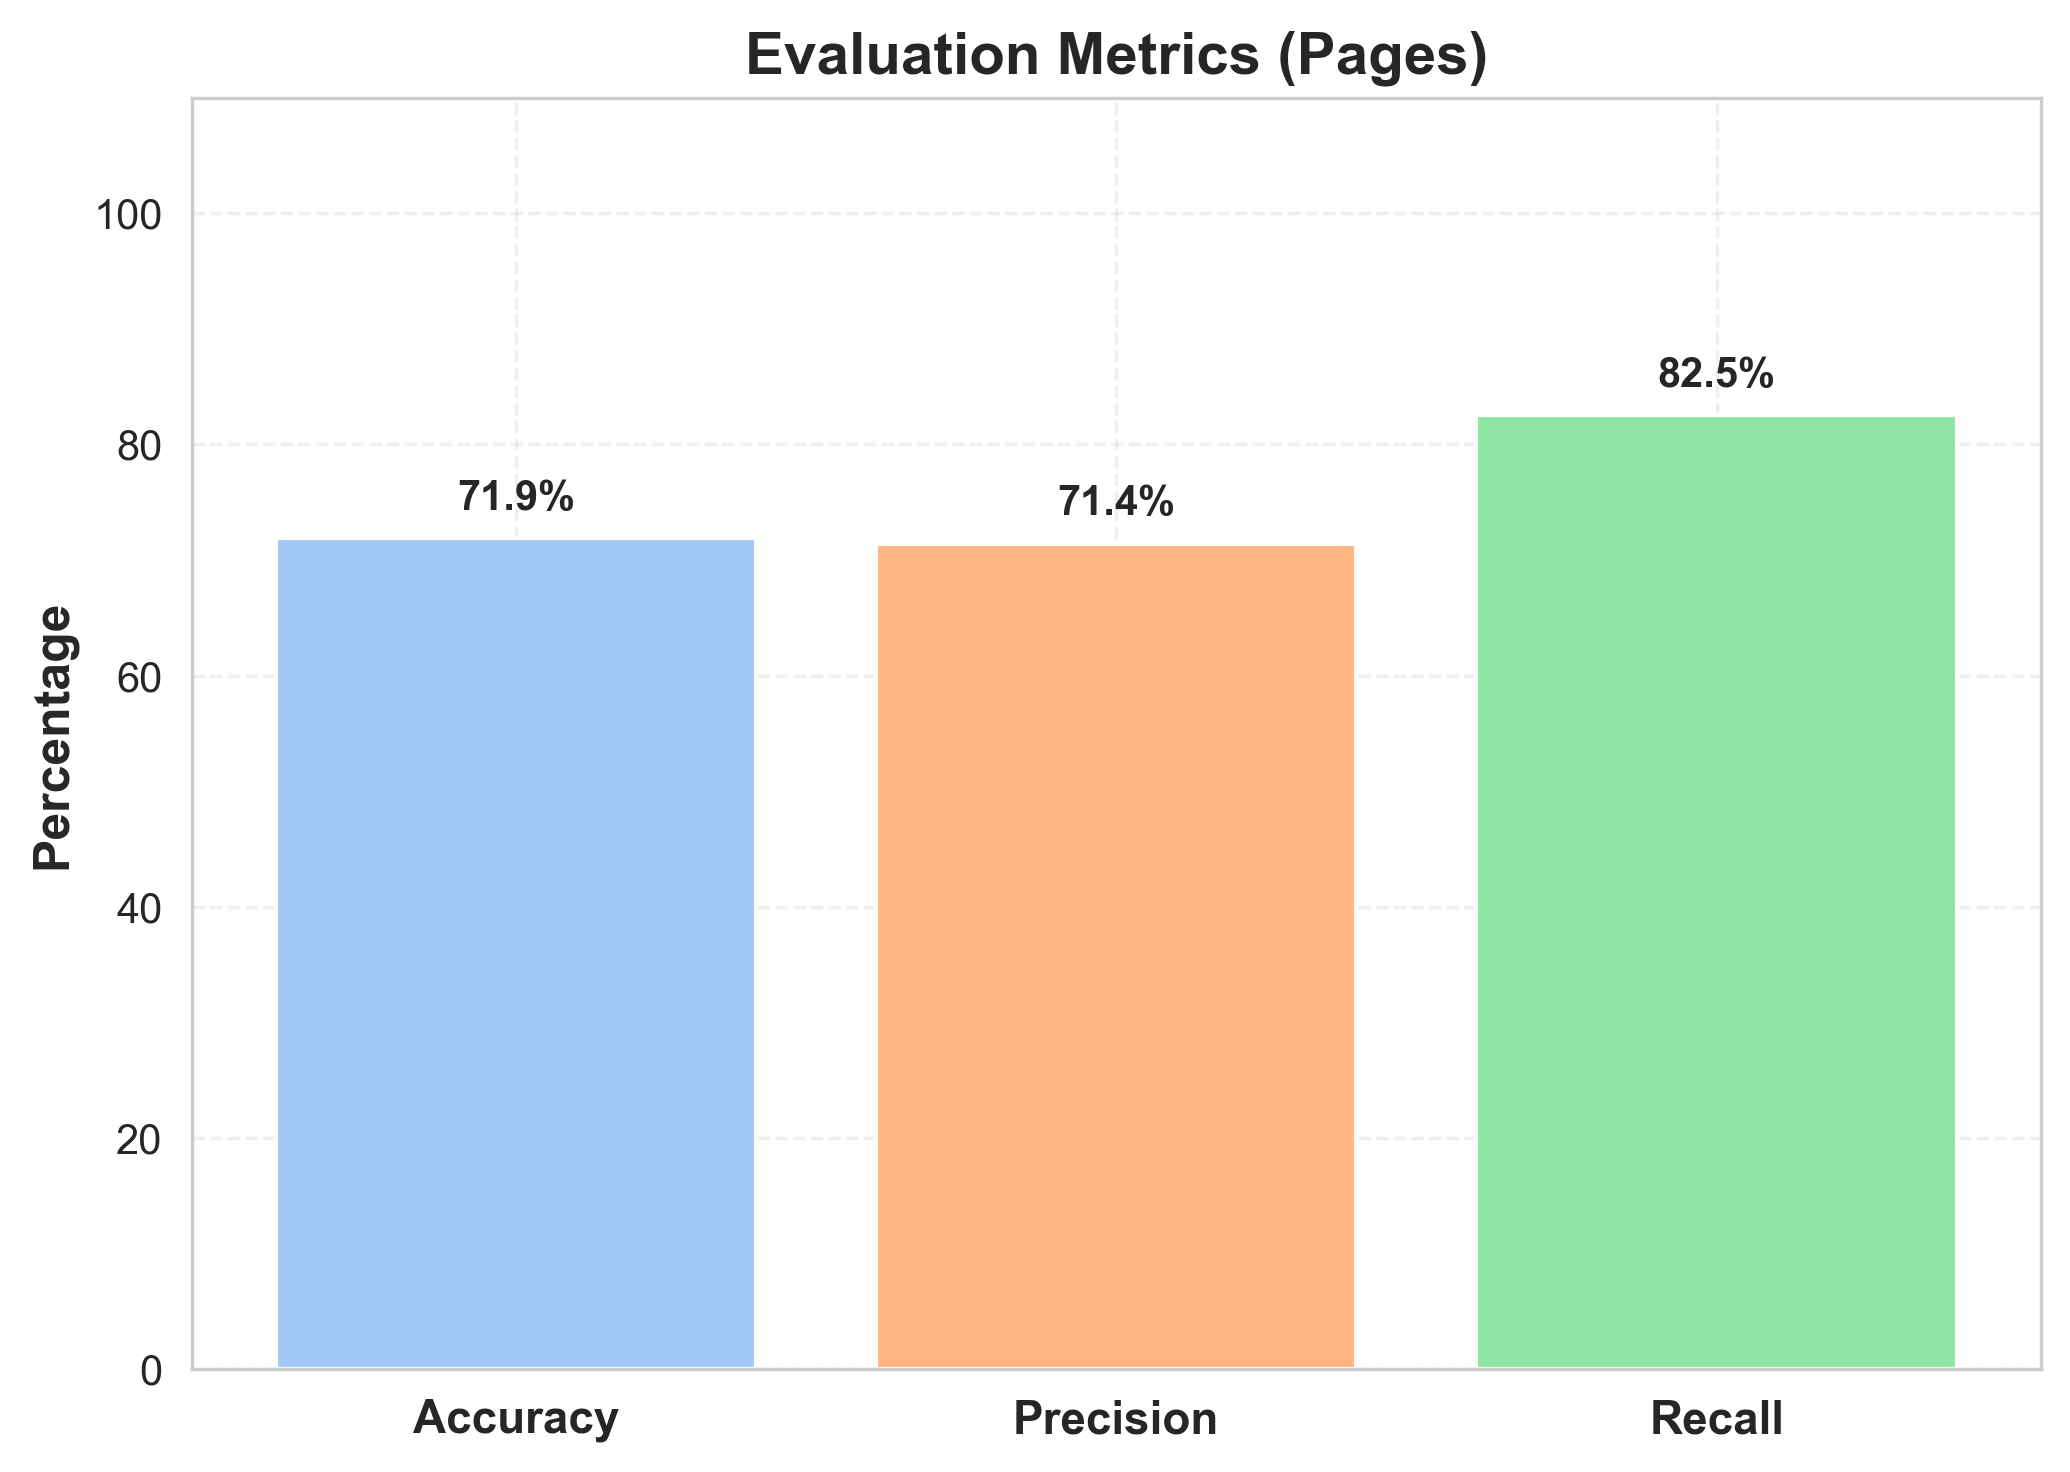 Evaluation Metrics (Pages)
Percentage
100
80
60
40
20
0
71.9%
71.4%
82.5%
Accuracy
Precision
Recall